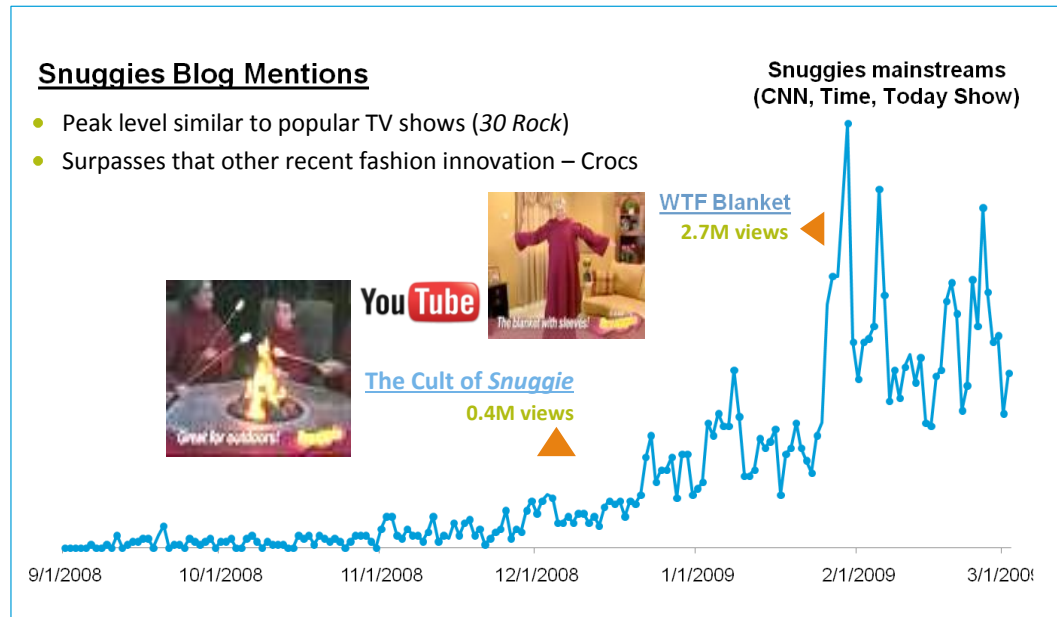 Snuggies Blog Mentions
Snuggies mainstreams
(CNN, Time, Today Show)
• Peak level similar to popular TV shows (30 Rock)
• Surpasses that other recent fashion innovation – Crocs
WTF Blanket
2.7M views
YouTube
The blanket with sleeves!
The Cult of Snuggie
0.4M views
Great for outdoors!
9/1/2008
10/1/2008
11/1/2008
12/1/2008
1/1/2009
2/1/2009
3/1/2009